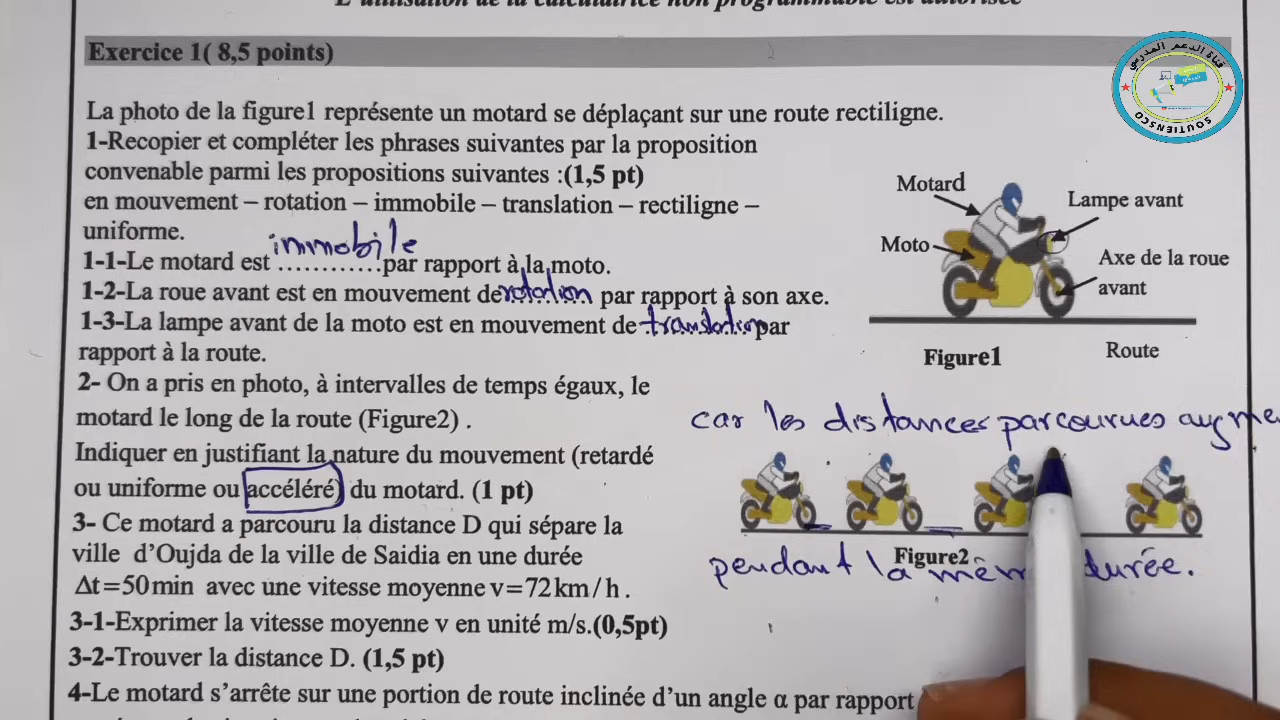 L'utilisation de la calculatrice non programmable est autorisée
Exercice 1( 8,5 points)
قناة الدعم المدرسي
SOUTIENSCO
La photo de la figure1 représente un motard se déplaçant sur une route rectiligne.
1-Recopier et compléter les phrases suivantes par la proposition
convenable parmi les propositions suivantes :(1,5 pt)
en mouvement – rotation – immobile – translation – rectiligne –
uniforme.
1-1-Le motard est immobile par rapport à la moto.
1-2-La roue avant est en mouvement de rotation par rapport à son axe.
1-3-La lampe avant de la moto est en mouvement de translation par
rapport à la route.
Motard
Lampe avant
Moto
Axe de la roue
avant
Figure1
Route
2- On a pris en photo, à intervalles de temps égaux, le
motard le long de la route (Figure2) .
Indiquer en justifiant la nature du mouvement (retardé
ou uniforme ou accéléré) du motard. (1 pt)
car les distances parcourues augme
Figure2
pendant la mêm durée.
3- Ce motard a parcouru la distance D qui sépare la
ville d'Oujda de la ville de Saidia en une durée
Δt=50min avec une vitesse moyenne v=72km/h.
3-1-Exprimer la vitesse moyenne v en unité m/s.(0,5pt)
3-2-Trouver la distance D. (1,5 pt)
4-Le motard s'arrête sur une portion de route inclinée d'un angle α par rapport